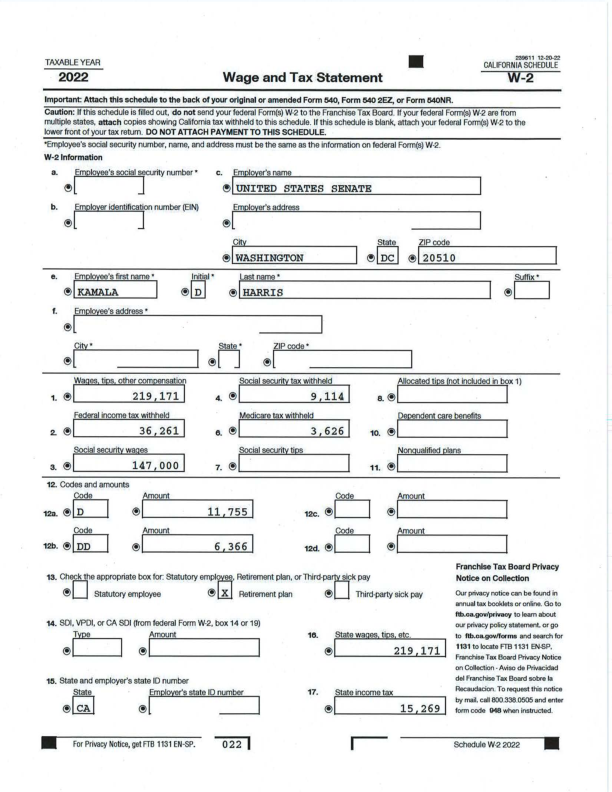 TAXABLE YEAR
2022
Wage and Tax Statement
239611 12-20-22
CALIFORNIA SCHEDULE
W-2
Important: Attach this schedule to the back of your original or amended Form 540, Form 540 2EZ, or Form 540NR.
Caution: If this schedule is filled out, do not send your federal Form(s) W-2 to the Franchise Tax Board. If your federal Form(s) W-2 are from
multiple states, attach copies showing California tax withheld to this schedule. If this schedule is blank, attach your federal Form(s) W-2 to the
lower front of your tax return. DO NOT ATTACH PAYMENT TO THIS SCHEDULE.
*Employee's social security number, name, and address must be the same as the information on federal Form(s) W-2.
W-2 Information
a. Employee's social security number * c. Employer's name
UNITED STATES SENATE
b. Employer identification number (EIN) Employer's address
City State ZIP code
WASHINGTON DC 20510
e. Employee's first name * Initial * Last name * Suffix *
KAMALA D HARRIS
f. Employee's address *
City * State * ZIP code *
Wages, tips, other compensation Social security tax withheld Allocated tips (not included in box 1)
1. 219,171 4. 9,114 8.
Federal income tax withheld Medicare tax withheld Dependent care benefits
2. 36,261 6. 3,626 10.
Social security wages Social security tips Nonqualified plans
3. 147,000 7. 11.
12. Codes and amounts
Code Amount Code Amount
12a. D 11,755 12c.
Code Amount Code Amount
12b. DD 6,366 12d.
13. Check the appropriate box for: Statutory employee, Retirement plan, or Third-party sick pay
Statutory employee X Retirement plan Third-party sick pay
14. SDI, VPDI, or CA SDI (from federal Form W-2, box 14 or 19)
Type Amount 16. State wages, tips, etc.
219,171
15. State and employer's state ID number
State Employer's state ID number 17. State income tax
CA 15,269
Franchise Tax Board Privacy
Notice on Collection
Our privacy notice can be found in
annual tax booklets or online. Go to
ftb.ca.gov/privacy to learn about
our privacy policy statement, or go
to ftb.ca.gov/forms and search for
1131 to locate FTB 1131 EN-SP,
Franchise Tax Board Privacy Notice
on Collection - Aviso de Privacidad
del Franchise Tax Board sobre la
Recaudacion. To request this notice
by mail, call 800.338.0505 and enter
form code 948 when instructed.
For Privacy Notice, get FTB 1131 EN-SP.
022
Schedule W-2 2022